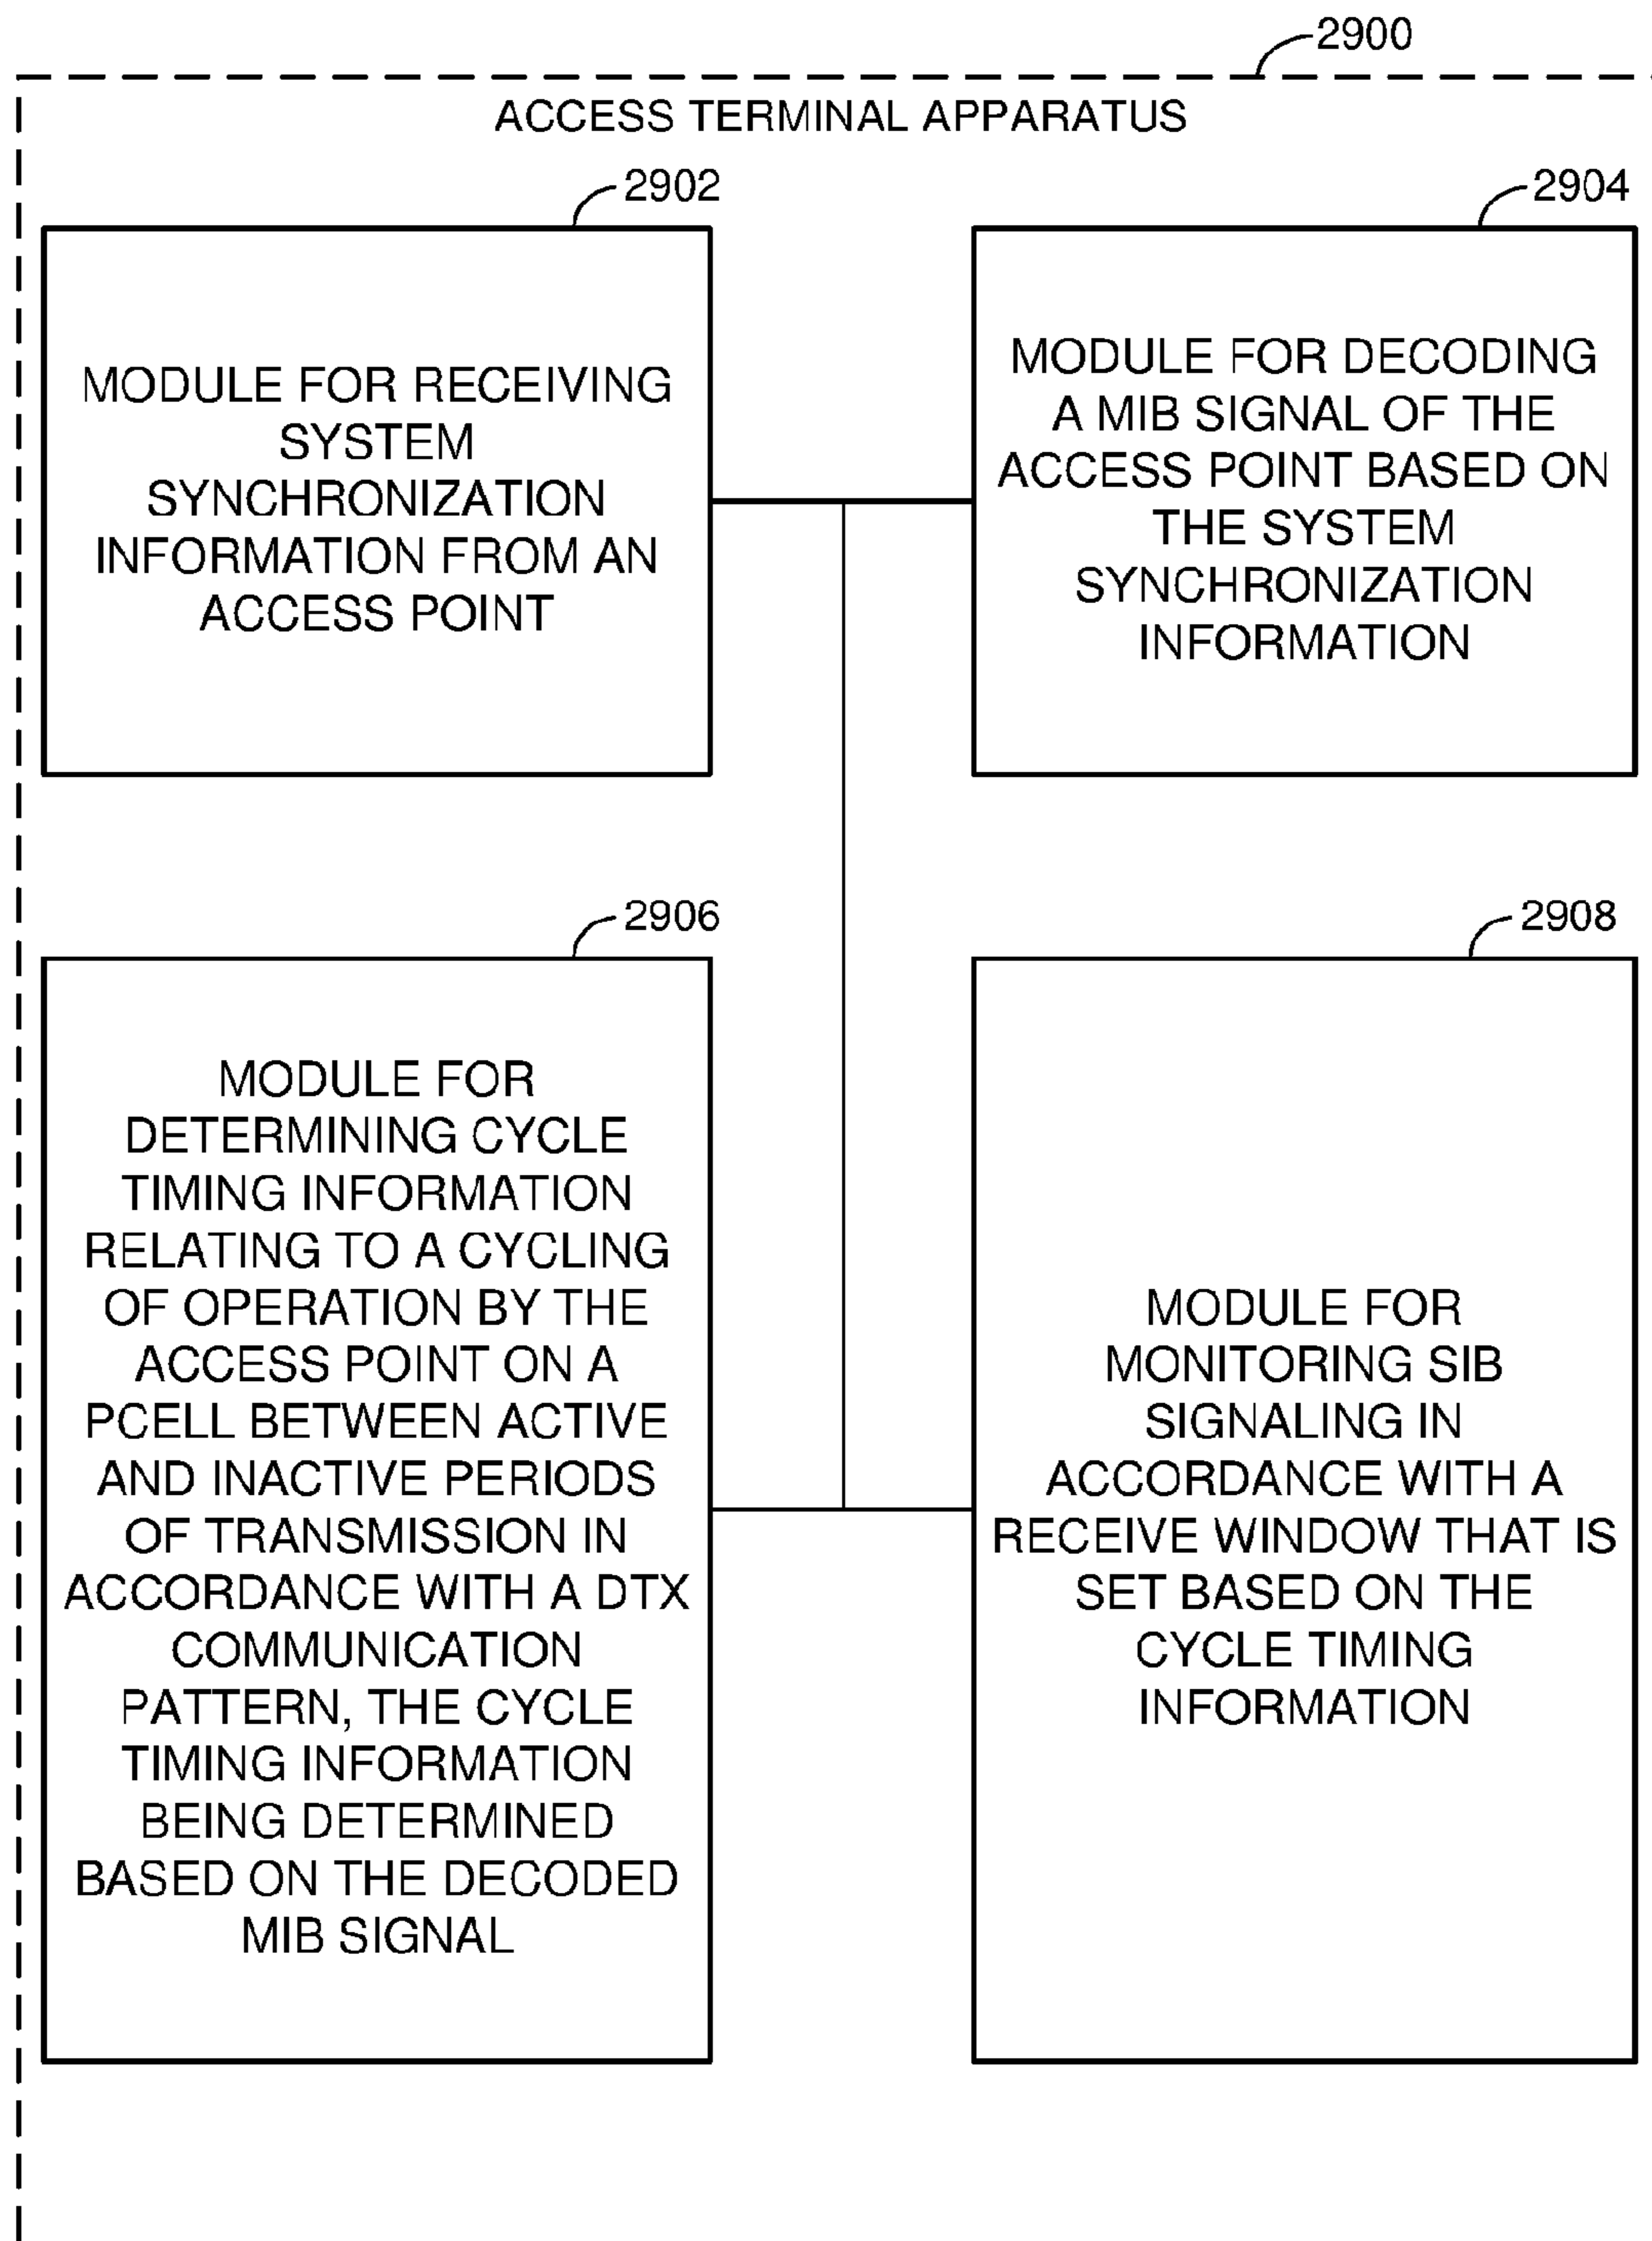 2900
ACCESS TERMINAL APPARATUS
2902
MODULE FOR RECEIVING
SYSTEM
SYNCHRONIZATION
INFORMATION FROM AN
ACCESS POINT
2904
MODULE FOR DECODING
A MIB SIGNAL OF THE
ACCESS POINT BASED ON
THE SYSTEM
SYNCHRONIZATION
INFORMATION
2906
MODULE FOR
DETERMINING CYCLE
TIMING INFORMATION
RELATING TO A CYCLING
OF OPERATION BY THE
ACCESS POINT ON A
PCELL BETWEEN ACTIVE
AND INACTIVE PERIODS
OF TRANSMISSION IN
ACCORDANCE WITH A DTX
COMMUNICATION
PATTERN, THE CYCLE
TIMING INFORMATION
BEING DETERMINED
BASED ON THE DECODED
MIB SIGNAL
2908
MODULE FOR
MONITORING SIB
SIGNALING IN
ACCORDANCE WITH A
RECEIVE WINDOW THAT IS
SET BASED ON THE
CYCLE TIMING
INFORMATION